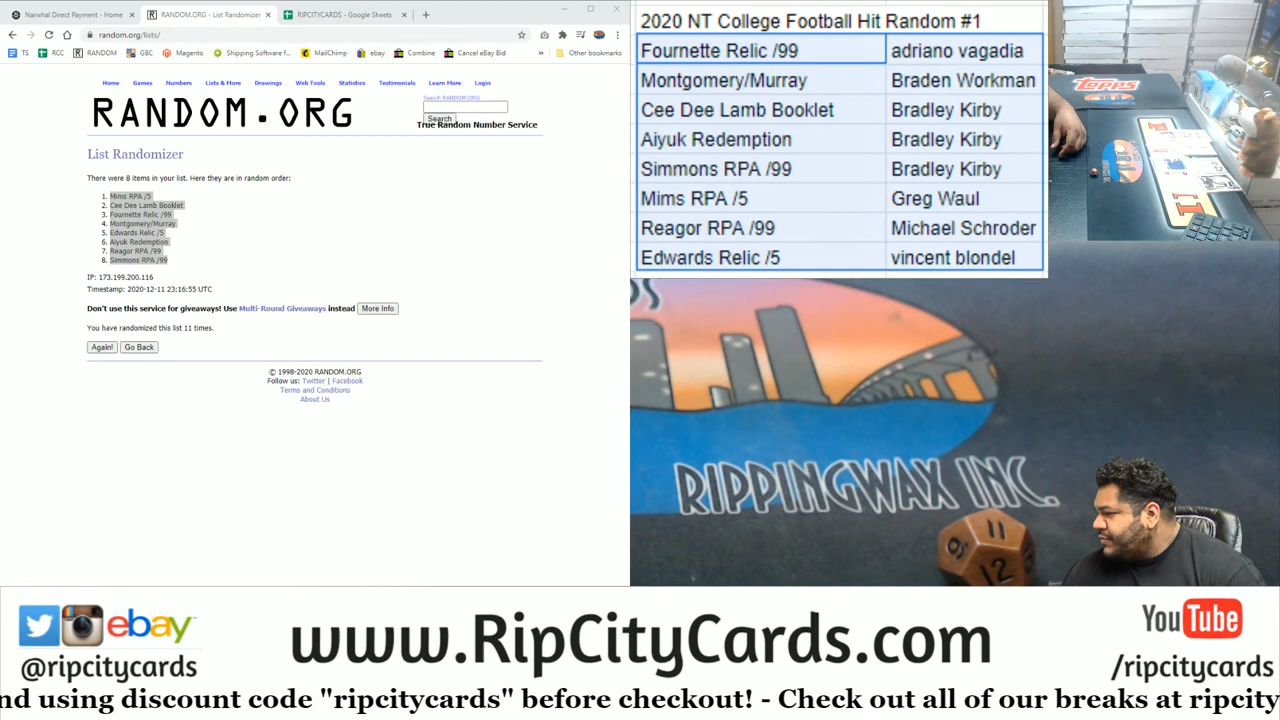 Narwhal Direct Payment - Home
RANDOM.ORG - List Randomizer
RIPCITYCARDS - Google Sheets
random.org/lists/
TS RCC RANDOM GBC Magento Shipping Software f... MailChimp ebay Combine Cancel eBay Bid » Other bookmarks
Home Games Numbers Lists & More Drawings Web Tools Statistics Testimonials Learn More Login
Search RANDOM.ORG
Search
RANDOM.ORG
True Random Number Service
List Randomizer
There were 8 items in your list. Here they are in random order:
1. Mims RPA /5
2. Cee Dee Lamb Booklet
3. Fournette Relic /99
4. Montgomery/Murray
5. Edwards Relic /5
6. Aiyuk Redemption
7. Reagor RPA /99
8. Simmons RPA /99
IP: 173.199.200.116
Timestamp: 2020-12-11 23:16:55 UTC
Don't use this service for giveaways! Use Multi-Round Giveaways instead More Info
You have randomized this list 11 times.
Again! Go Back
© 1998-2020 RANDOM.ORG
Follow us: Twitter | Facebook
Terms and Conditions
About Us
2020 NT College Football Hit Random #1
Fournette Relic /99 adriano vagadia
Montgomery/Murray Braden Workman
Cee Dee Lamb Booklet Bradley Kirby
Aiyuk Redemption Bradley Kirby
Simmons RPA /99 Bradley Kirby
Mims RPA /5 Greg Waul
Reagor RPA /99 Michael Schroder
Edwards Relic /5 vincent blondel
Topps
RIPPINGWAX INC.
11
9.
12
ebay
@ripcitycards
www.RipCityCards.com
YouTube
/ripcitycards
nd using discount code "ripcitycards" before checkout! - Check out all of our breaks at ripcity